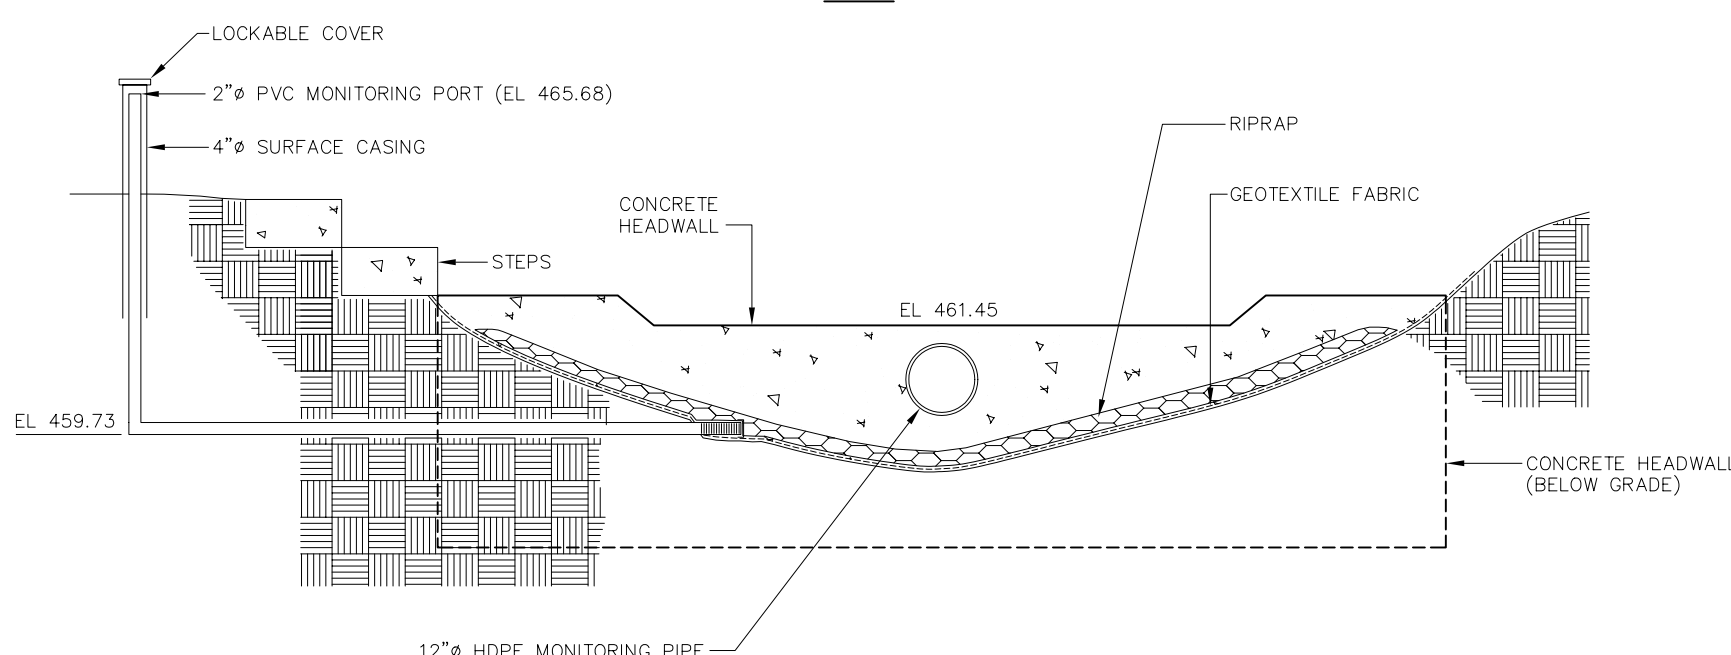 LOCKABLE COVER
2"ø PVC MONITORING PORT (EL 465.68)
4"ø SURFACE CASING
RIPRAP
GEOTEXTILE FABRIC
CONCRETE
HEADWALL
STEPS
EL 461.45
EL 459.73
CONCRETE HEADWALL
(BELOW GRADE)
12"ø HDPE MONITORING PIPE